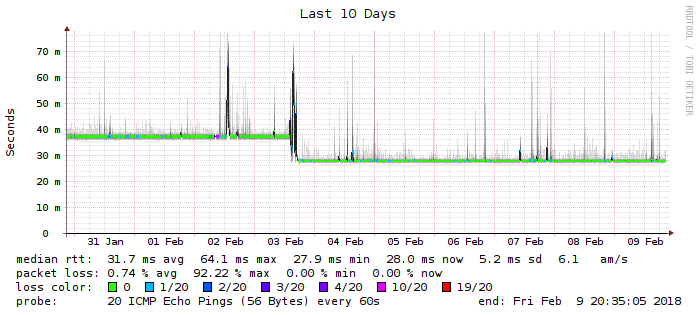 Last 10 Days
RRDTOOL / TOBI OETIKER
Seconds
70 m
60 m
50 m
40 m
30 m
20 m
10 m
0
31 Jan 01 Feb 02 Feb 03 Feb 04 Feb 05 Feb 06 Feb 07 Feb 08 Feb 09 Feb
median rtt: 31.7 ms avg 64.1 ms max 27.9 ms min 28.0 ms now 5.2 ms sd 6.1 am/s
packet loss: 0.74 % avg 92.22 % max 0.00 % min 0.00 % now
loss color: 0 1/20 2/20 3/20 4/20 10/20 19/20
probe: 20 ICMP Echo Pings (56 Bytes) every 60s end: Fri Feb 9 20:35:05 2018